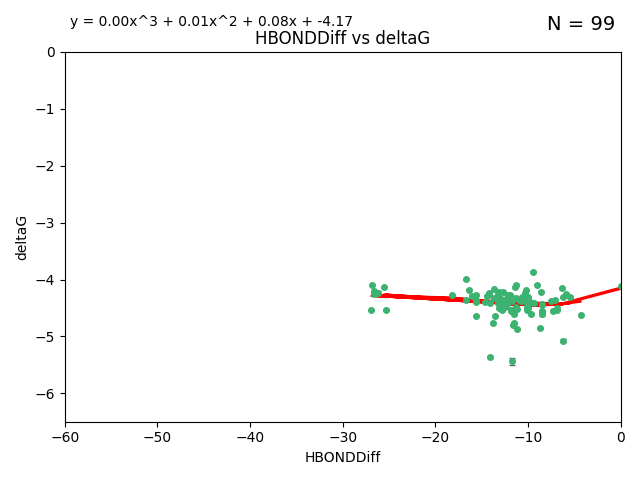 y = 0.00x^3 + 0.01x^2 + 0.08x + -4.17
N = 99
HBONDDiff vs deltaG
0
−1
−2
−3
−4
−5
−6
deltaG
−60
−50
−40
−30
−20
−10
0
HBONDDiff